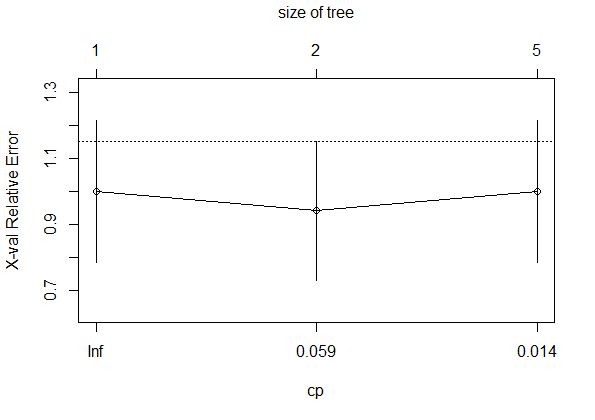 size of tree
1 2 5
X-val Relative Error
1.3
1.1
0.9
0.7
Inf 0.059 0.014
cp